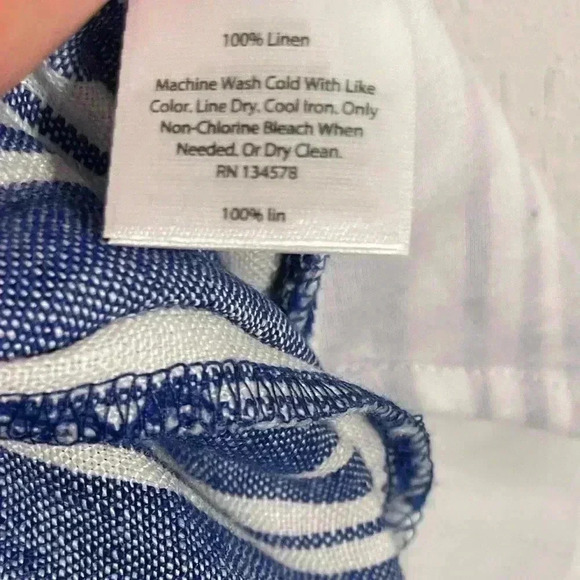 100% Linen
Machine Wash Cold With Like
Color. Line Dry. Cool Iron. Only
Non-Chlorine Bleach When
Needed. Or Dry Clean.
RN 134578
100% lin